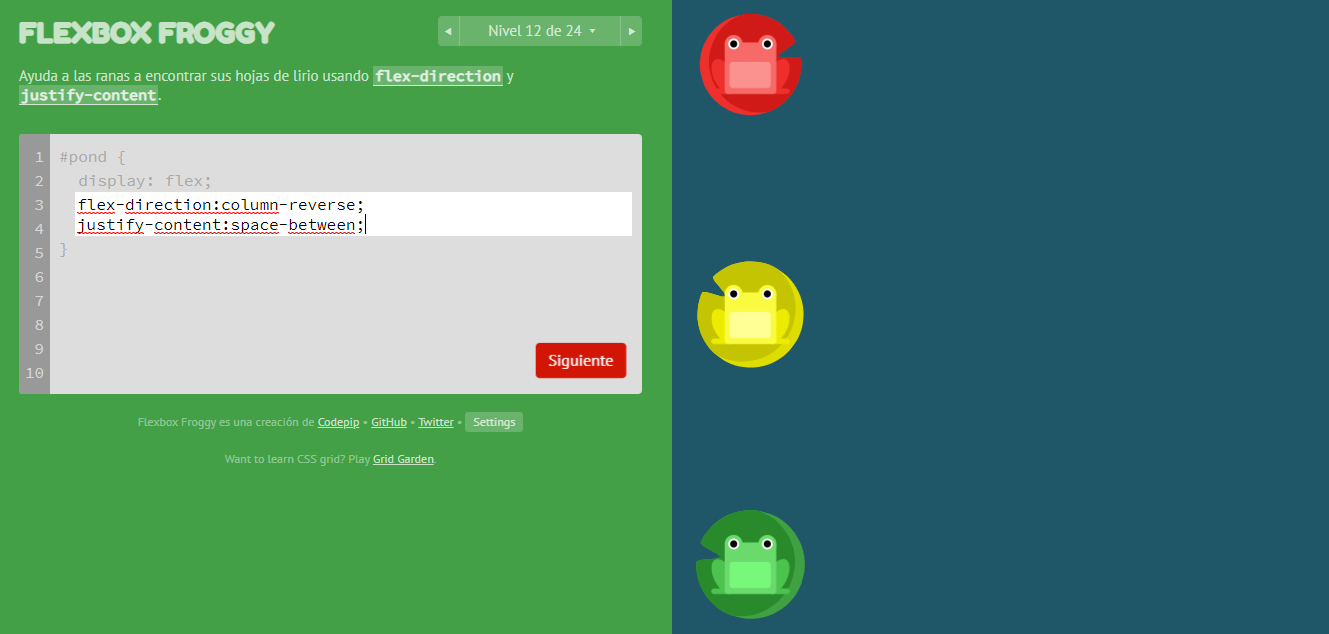 FLEXBOX FROGGY
◄ Nivel 12 de 24 ▾ ►
Ayuda a las ranas a encontrar sus hojas de lirio usando flex-direction y
justify-content.
1 #pond {
2 display: flex;
3 flex-direction:column-reverse;
4 justify-content:space-between;
5 }
6
7
8
9
10
Siguiente
Flexbox Froggy es una creación de Codepip • GitHub • Twitter • Settings
Want to learn CSS grid? Play Grid Garden.